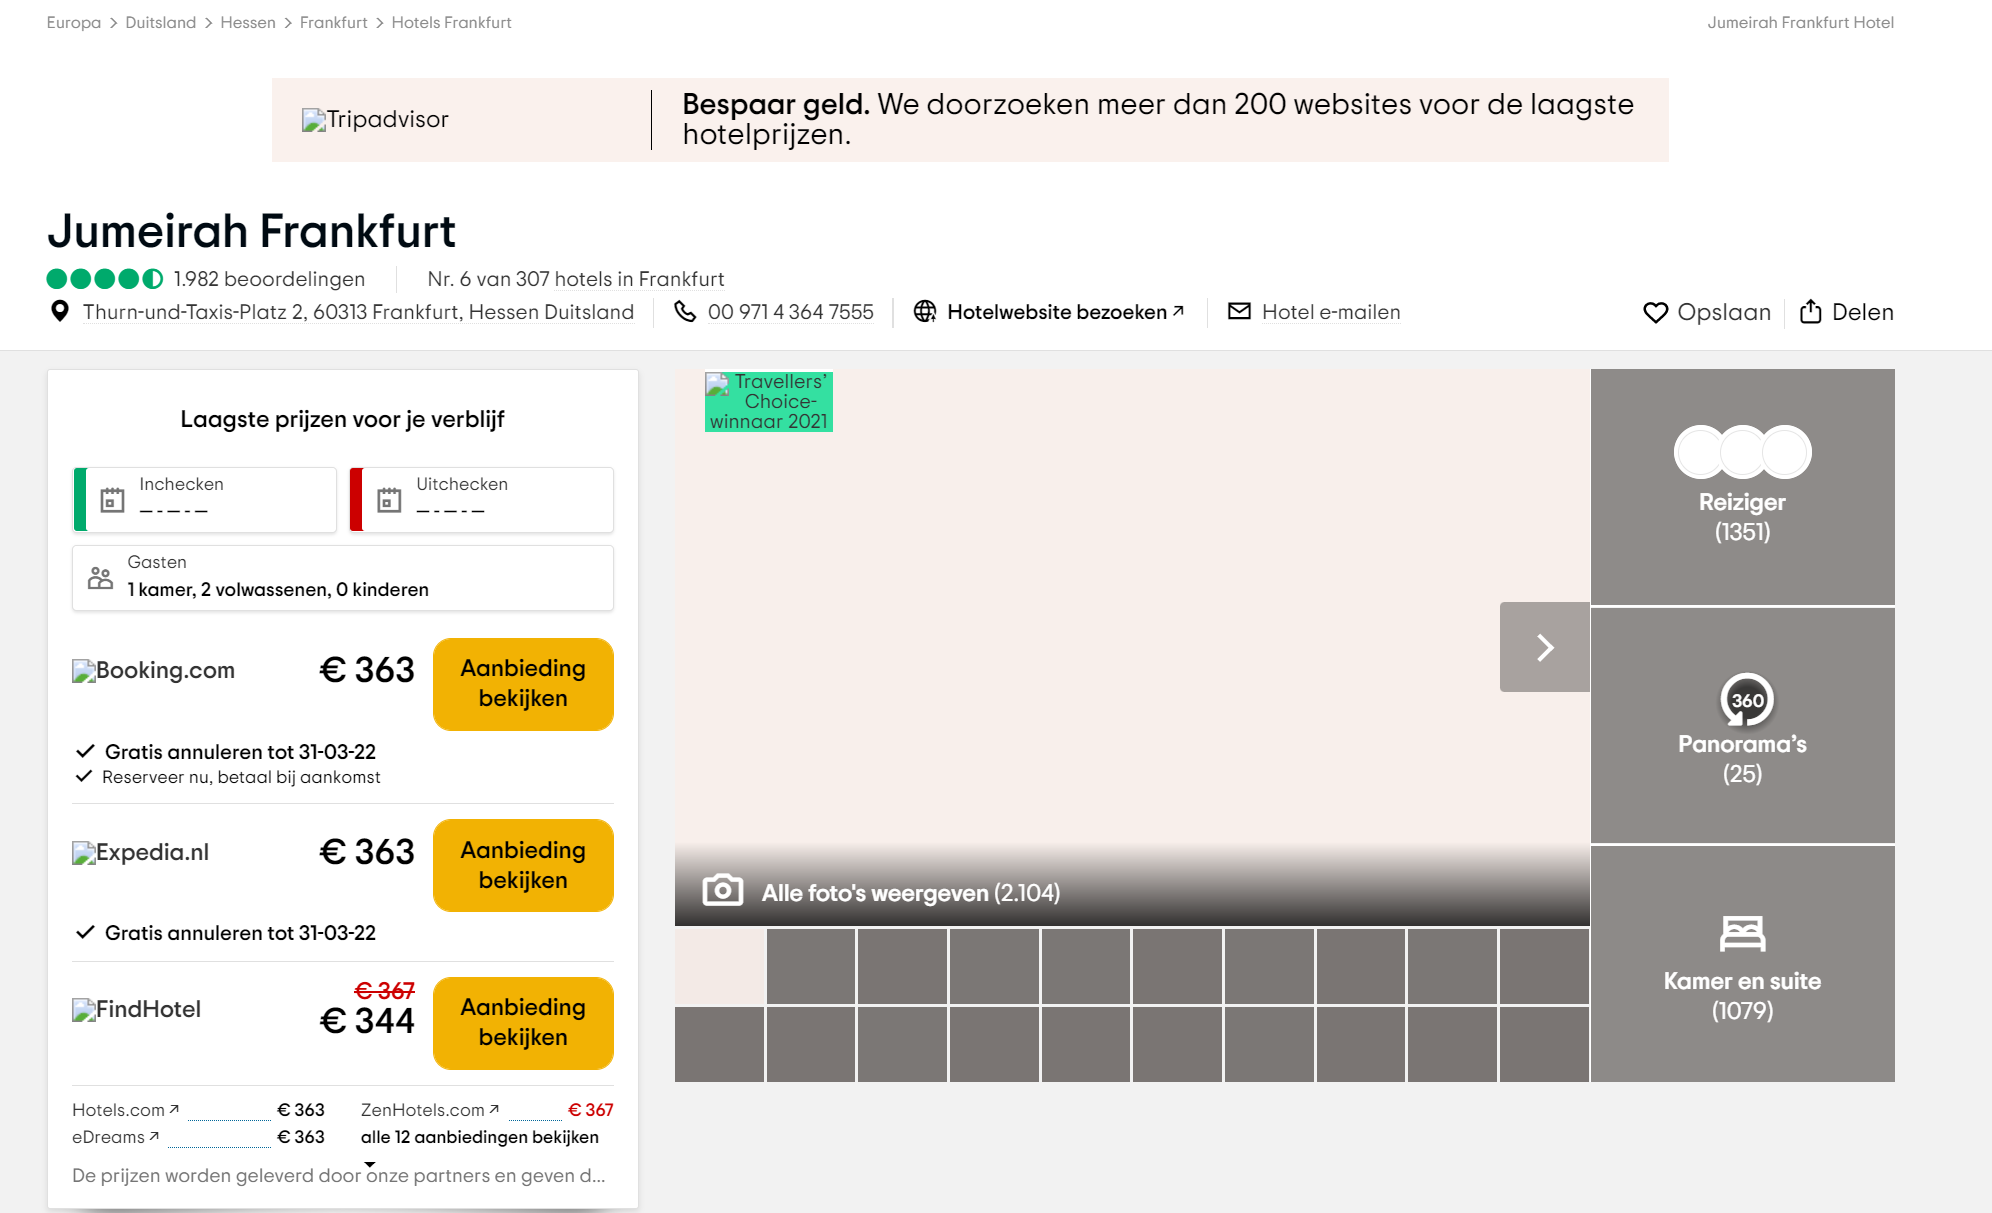 Europa > Duitsland > Hessen > Frankfurt > Hotels Frankfurt
Jumeirah Frankfurt Hotel
Tripadvisor
Bespaar geld. We doorzoeken meer dan 200 websites voor de laagste
hotelprijzen.
Jumeirah Frankfurt
1.982 beoordelingen
Nr. 6 van 307 hotels in Frankfurt
Thurn-und-Taxis-Platz 2, 60313 Frankfurt, Hessen Duitsland
00 971 4 364 7555
Hotelwebsite bezoeken
Hotel e-mailen
Opslaan
Delen
Laagste prijzen voor je verblijf
Inchecken
— - — - —
Uitchecken
— - — - —
Gasten
1 kamer, 2 volwassenen, 0 kinderen
Booking.com
€ 363
Aanbieding
bekijken
Gratis annuleren tot 31-03-22
Reserveer nu, betaal bij aankomst
Expedia.nl
€ 363
Aanbieding
bekijken
Gratis annuleren tot 31-03-22
FindHotel
€ 367
€ 344
Aanbieding
bekijken
Hotels.com
€ 363
ZenHotels.com
€ 367
eDreams
€ 363
alle 12 aanbiedingen bekijken
De prijzen worden geleverd door onze partners en geven d...
Travellers’
Choice-
winnaar 2021
Alle foto's weergeven (2.104)
Reiziger
(1351)
360
Panorama’s
(25)
Kamer en suite
(1079)